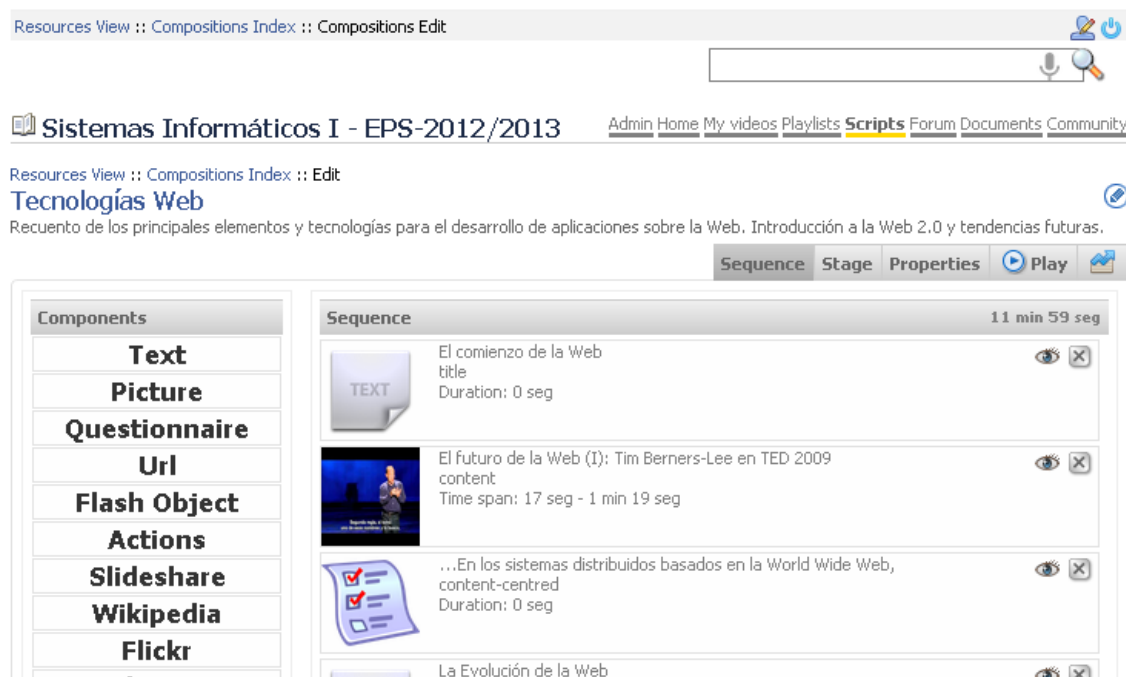 Resources View :: Compositions Index :: Compositions Edit
Sistemas Informáticos I - EPS-2012/2013
Admin Home My videos Playlists Scripts Forum Documents Community
Resources View :: Compositions Index :: Edit
Tecnologías Web
Recuento de los principales elementos y tecnologías para el desarrollo de aplicaciones sobre la Web. Introducción a la Web 2.0 y tendencias futuras.
Sequence Stage Properties Play
Components
Text
Picture
Questionnaire
Url
Flash Object
Actions
Slideshare
Wikipedia
Flickr
Sequence 11 min 59 seg
TEXT
El comienzo de la Web
title
Duration: 0 seg
El futuro de la Web (I): Tim Berners-Lee en TED 2009
content
Time span: 17 seg - 1 min 19 seg
...En los sistemas distribuidos basados en la World Wide Web,
content-centred
Duration: 0 seg
La Evolución de la Web